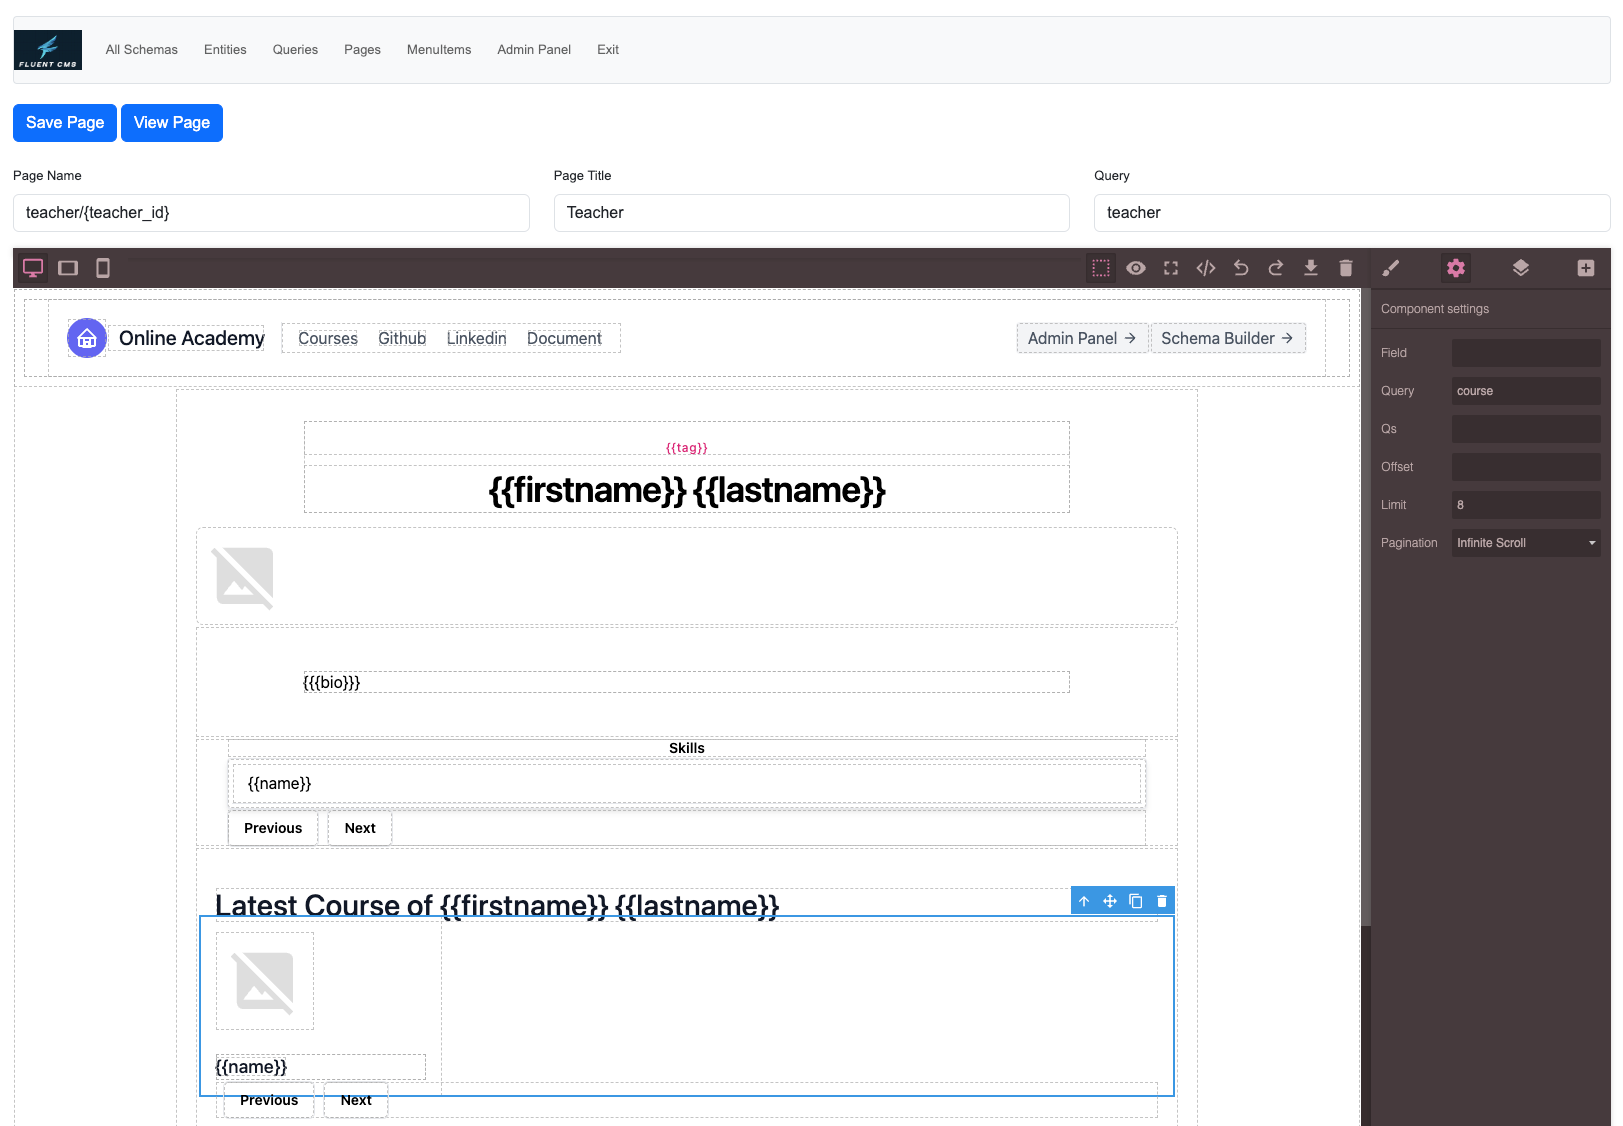 FLUENT CMS
All Schemas Entities Queries Pages MenuItems Admin Panel Exit
Save Page View Page
Page Name Page Title Query
teacher/{teacher_id} Teacher teacher
Component settings
Online Academy Courses Github Linkedin Document Admin Panel → Schema Builder →
Field
Query course
Qs
Offset
Limit 8
Pagination Infinite Scroll
{{tag}}
{{firstname}} {{lastname}}
{{{bio}}}
Skills
{{name}}
Previous Next
Latest Course of {{firstname}} {{lastname}}
{{name}}
Previous Next